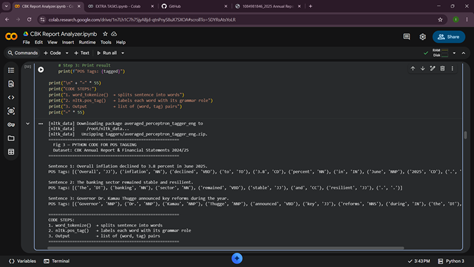 CBK Report Analyzer.ipynb - Co
EXTRA TASKS.ipynb - Colab
GitHub
colab.research.google.com
CBK Report Analyzer.ipynb
File Edit View Insert Runtime Tools Help
Share
Commands + Code + Text Run all
RAM
Disk
# Step 3: Print result
print(f"POS Tags: {tagged}")
print("\n" + "=" * 55)
print("CODE STEPS:")
print("1. word_tokenize() → splits sentence into words")
print("2. nltk.pos_tag() → labels each word with its grammar role")
print("3. Output → list of (word, tag) pairs")
print("=" * 55)
[nltk_data] Downloading package averaged_perceptron_tagger_eng to
[nltk_data] /root/nltk_data...
[nltk_data] Unzipping taggers/averaged_perceptron_tagger_eng.zip.
Fig 3 - PYTHON CODE FOR POS TAGGING
Dataset: CBK Annual Report & Financial Statements 2024/25
Sentence 1: Overall inflation declined to 3.8 percent in June 2025.
POS Tags: [('Overall', 'JJ'), ('inflation', 'NN'), ('declined', 'VBD'), ('to', 'TO'), ('3.8', 'CD'), ('percent', 'NN'), ('in', 'IN'), ('June', 'NNP'), ('2025', 'CD'), ('.', '.
Sentence 2: The banking sector remained stable and resilient.
POS Tags: [('The', 'DT'), ('banking', 'NN'), ('sector', 'NN'), ('remained', 'VBD'), ('stable', 'JJ'), ('and', 'CC'), ('resilient', 'JJ'), ('.', '.')]
Sentence 3: Governor Dr. Kamau Thugge announced key reforms during the year.
POS Tags: [('Governor', 'NNP'), ('Dr.', 'NNP'), ('Kamau', 'NNP'), ('Thugge', 'NNP'), ('announced', 'VBD'), ('key', 'JJ'), ('reforms', 'NNS'), ('during', 'IN'), ('the', 'DT'),
CODE STEPS:
1. word_tokenize() → splits sentence into words
2. nltk.pos_tag() → labels each word with its grammar role
3. Output → list of (word, tag) pairs
Variables Terminal
3:43 PM Python 3